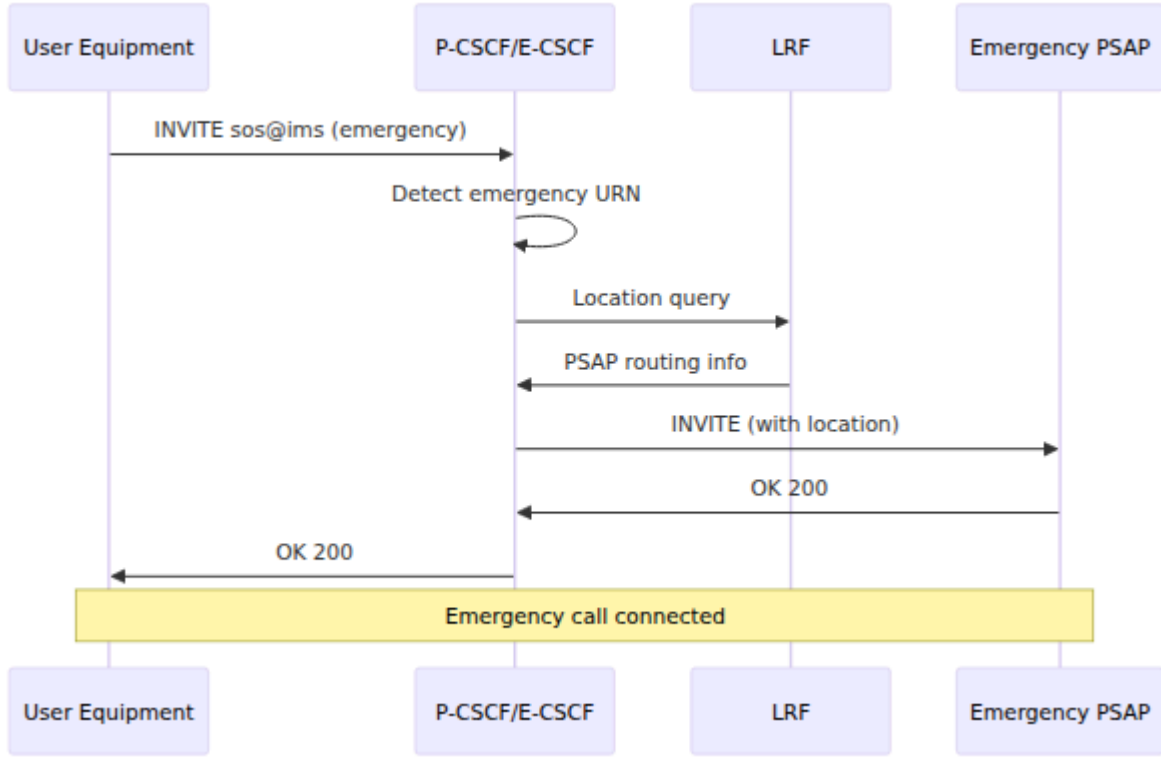 User Equipment
P-CSCF/E-CSCF
LRF
Emergency PSAP
INVITE sos@ims (emergency)
Detect emergency URN
Location query
PSAP routing info
INVITE (with location)
OK 200
OK 200
Emergency call connected
User Equipment
P-CSCF/E-CSCF
LRF
Emergency PSAP